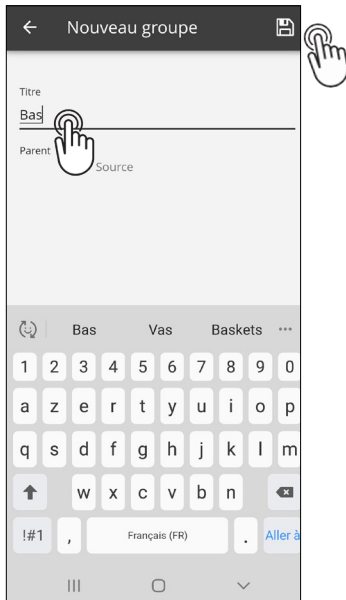 Nouveau groupe
Titre
Bas
Parent
Source
Bas Vas Baskets ...
1 2 3 4 5 6 7 8 9 0
a z e r t y u i o p
q s d f g h j k l m
w x c v b n
!#1 , Français (FR) . Aller à